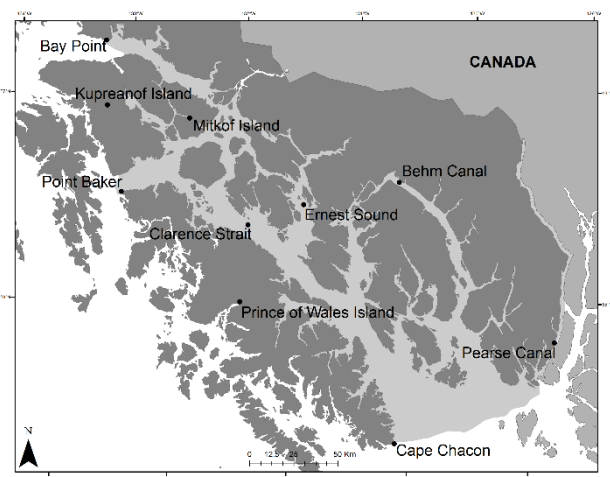 Bay Point
CANADA
Kupreanof Island
Mitkof Island
Behm Canal
Point Baker
Ernest Sound
Clarence Strait
Prince of Wales Island
Pearse Canal
N
Cape Chacon
0 12.5 25 50 Km